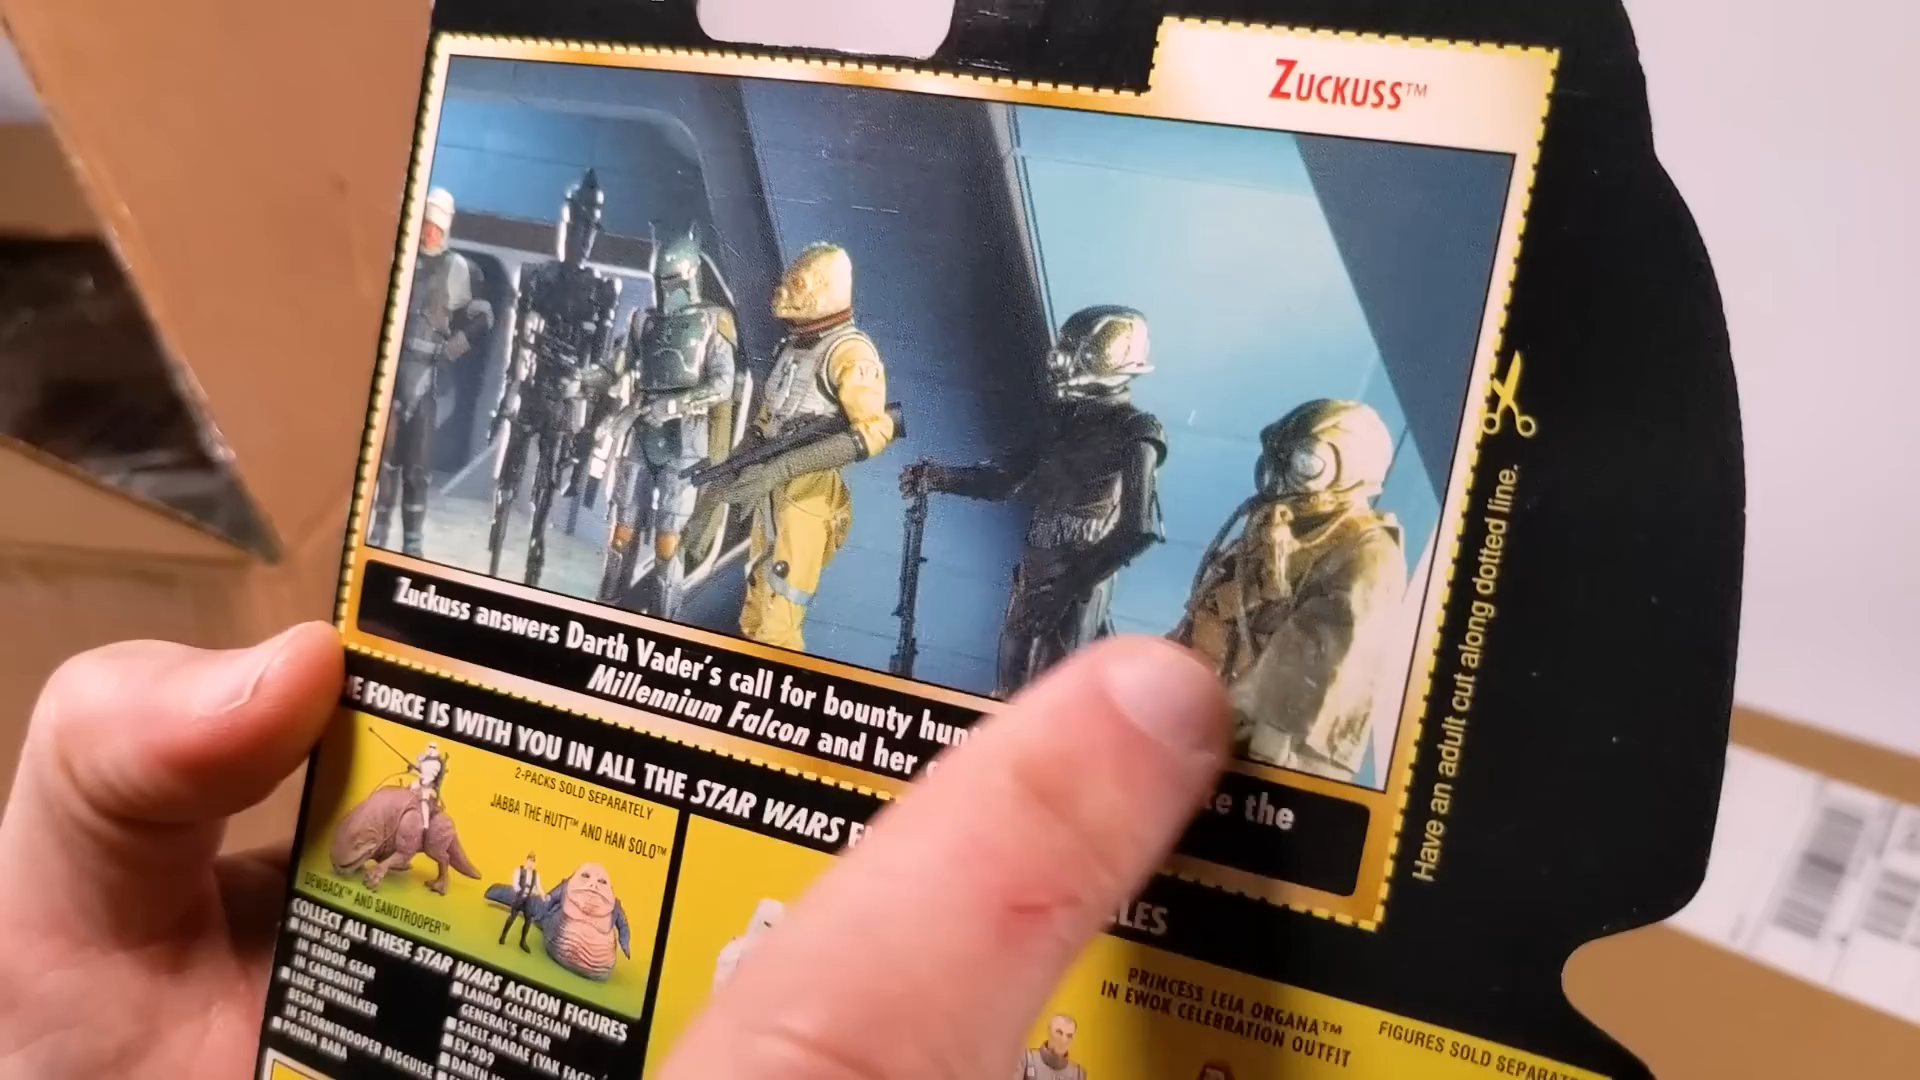 ZUCKUSS™
Zuckuss answers Darth Vader's call for bounty
Millennium Falcon and her
the
Have an adult cut along dotted line.
FORCE IS WITH YOU IN ALL THE STAR WARS
2-PACKS SOLD SEPARATELY
JABBA THE HUTT™ AND HAN SOLO™
DEWBACK™ AND SANDTROOPER™
COLLECT ALL THESE STAR WARS ACTION FIGURES
HAN SOLO
IN ENDOR GEAR
IN CARBONITE
LUKE SKYWALKER
BESPIN
IN STORMTROOPER DISGUISE
PONDA BABA
LANDO CALRISSIAN
GENERAL'S GEAR
SAELT-MARAE (YAK FACE)
EV-9D9
DARTH
PRINCESS LEIA ORGANA™
IN EWOK CELEBRATION OUTFIT
FIGURES SOLD